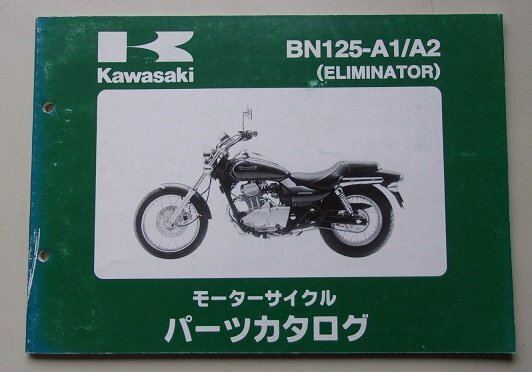 Kawasaki
BN125-A1/A2
(ELIMINATOR)
モーターサイクル
パーツカタログ